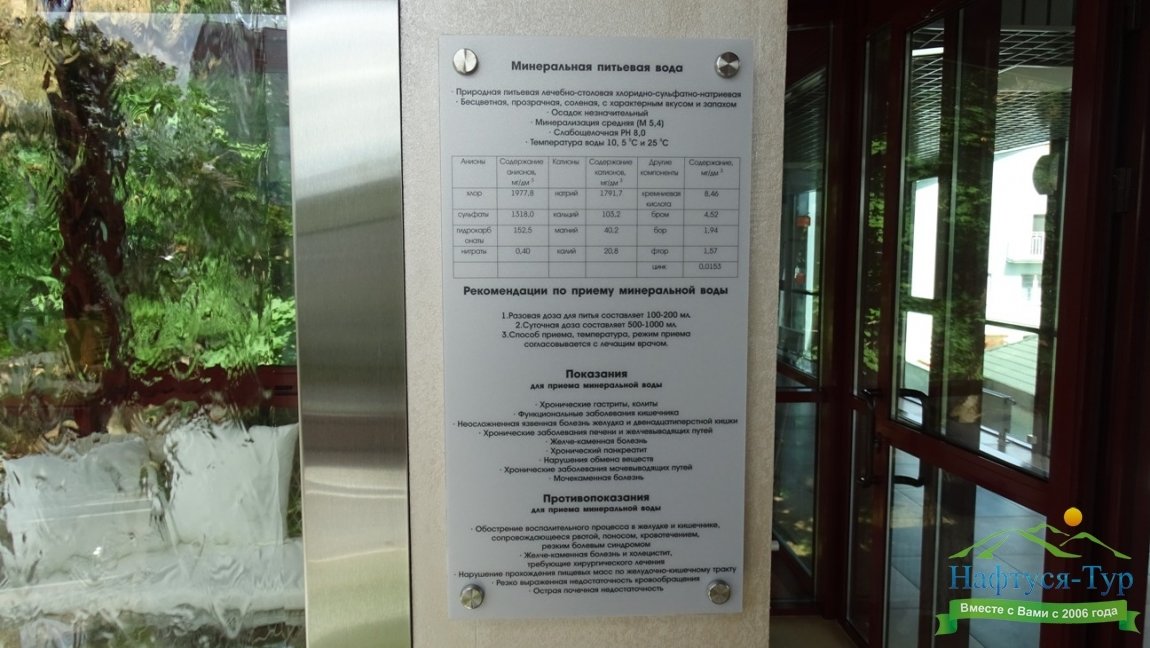 Минеральная питьевая вода
· Природная питьевая лечебно-столовая хлоридно-сульфатно-натриевая
· Бесцветная, прозрачная, соленая, с характерным вкусом и запахом
· Осадок незначительный
· Минерализация средняя (М 5,4)
· Слабощелочная РН 8,0
· Температура воды 10, 5 °С и 25 °С
Анионы Содержание анионов, мг/дм 3 Катионы Содержание катионов, мг/дм 3 Другие компоненты Содержание, мг/дм 3
хлор 1977,8 натрий 1791,7 кремниевая кислота 8,46
сульфаты 1318,0 кальций 103,2 бром 4,52
гидрокарб онаты 152,5 магний 40,2 бор 1,94
нитраты 0,40 калий 20,8 фтор 1,57
цинк 0,0153
Рекомендации по приему минеральной воды
1.Разовая доза для питья составляет 100-200 мл.
2.Суточная доза составляет 500-1000 мл.
3.Способ приема, температура, режим приема
согласовывается с лечащим врачом.
Показания
для приема минеральной воды
· Хронические гастриты, колиты
· Функциональные заболевания кишечника
· Неосложненная язвенная болезнь желудка и двенадцатиперстной кишки
· Хронические заболевания печени и желчевыводящих путей
· Желче-каменная болезнь
· Хронический панкреатит
· Нарушения обмена веществ
· Хронические заболевания мочевыводящих путей
· Мочекаменная болезнь
Противопоказания
для приема минеральной воды
· Обострение воспалительного процесса в желудке и кишечнике,
сопровождающееся рвотой, поносом, кровотечением,
резким болевым синдромом
· Желче-каменная болезнь и холецистит,
требующие хирургического лечения
· Нарушение прохождения пищевых масс по желудочно-кишечному тракту
· Резко выраженная недостаточность кровообращения
· Острая почечная недостаточность
Нафтуся-Тур
Вместе с Вами с 2006 года